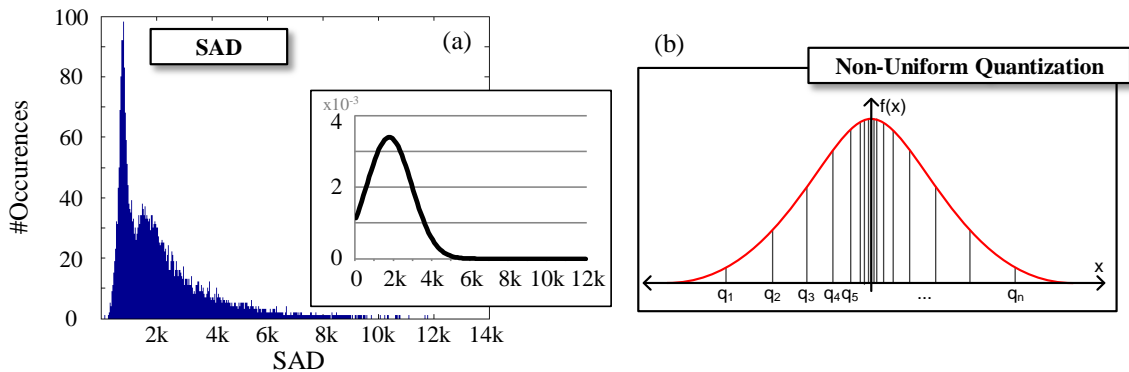 SAD
(a)
#Occurences
100
80
60
40
20
0
2k 4k 6k 8k 10k 12k 14k
SAD
x10-3
4
2
0
0 2k 4k 6k 8k 10k 12k
(b)
Non-Uniform Quantization
f(x)
x
q1 q2 q3 q4 q5 ... qn